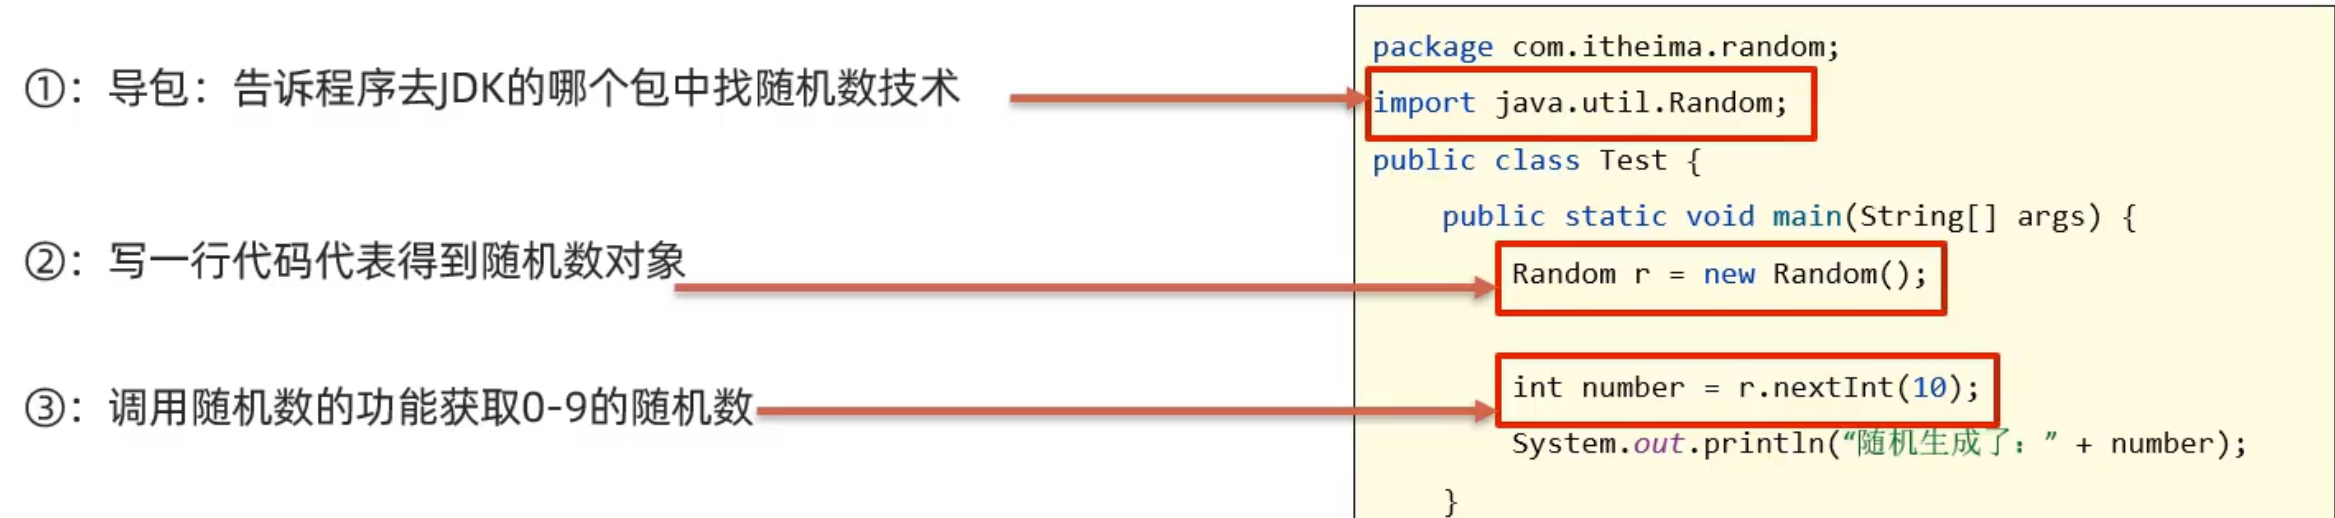 ①：导包：告诉程序去JDK的哪个包中找随机数技术
②：写一行代码代表得到随机数对象
③：调用随机数的功能获取0-9的随机数
package com.itheima.random;
import java.util.Random;
public class Test {
public static void main(String[] args) {
Random r = new Random();
int number = r.nextInt(10);
System.out.println(“随机生成了：” + number);
}